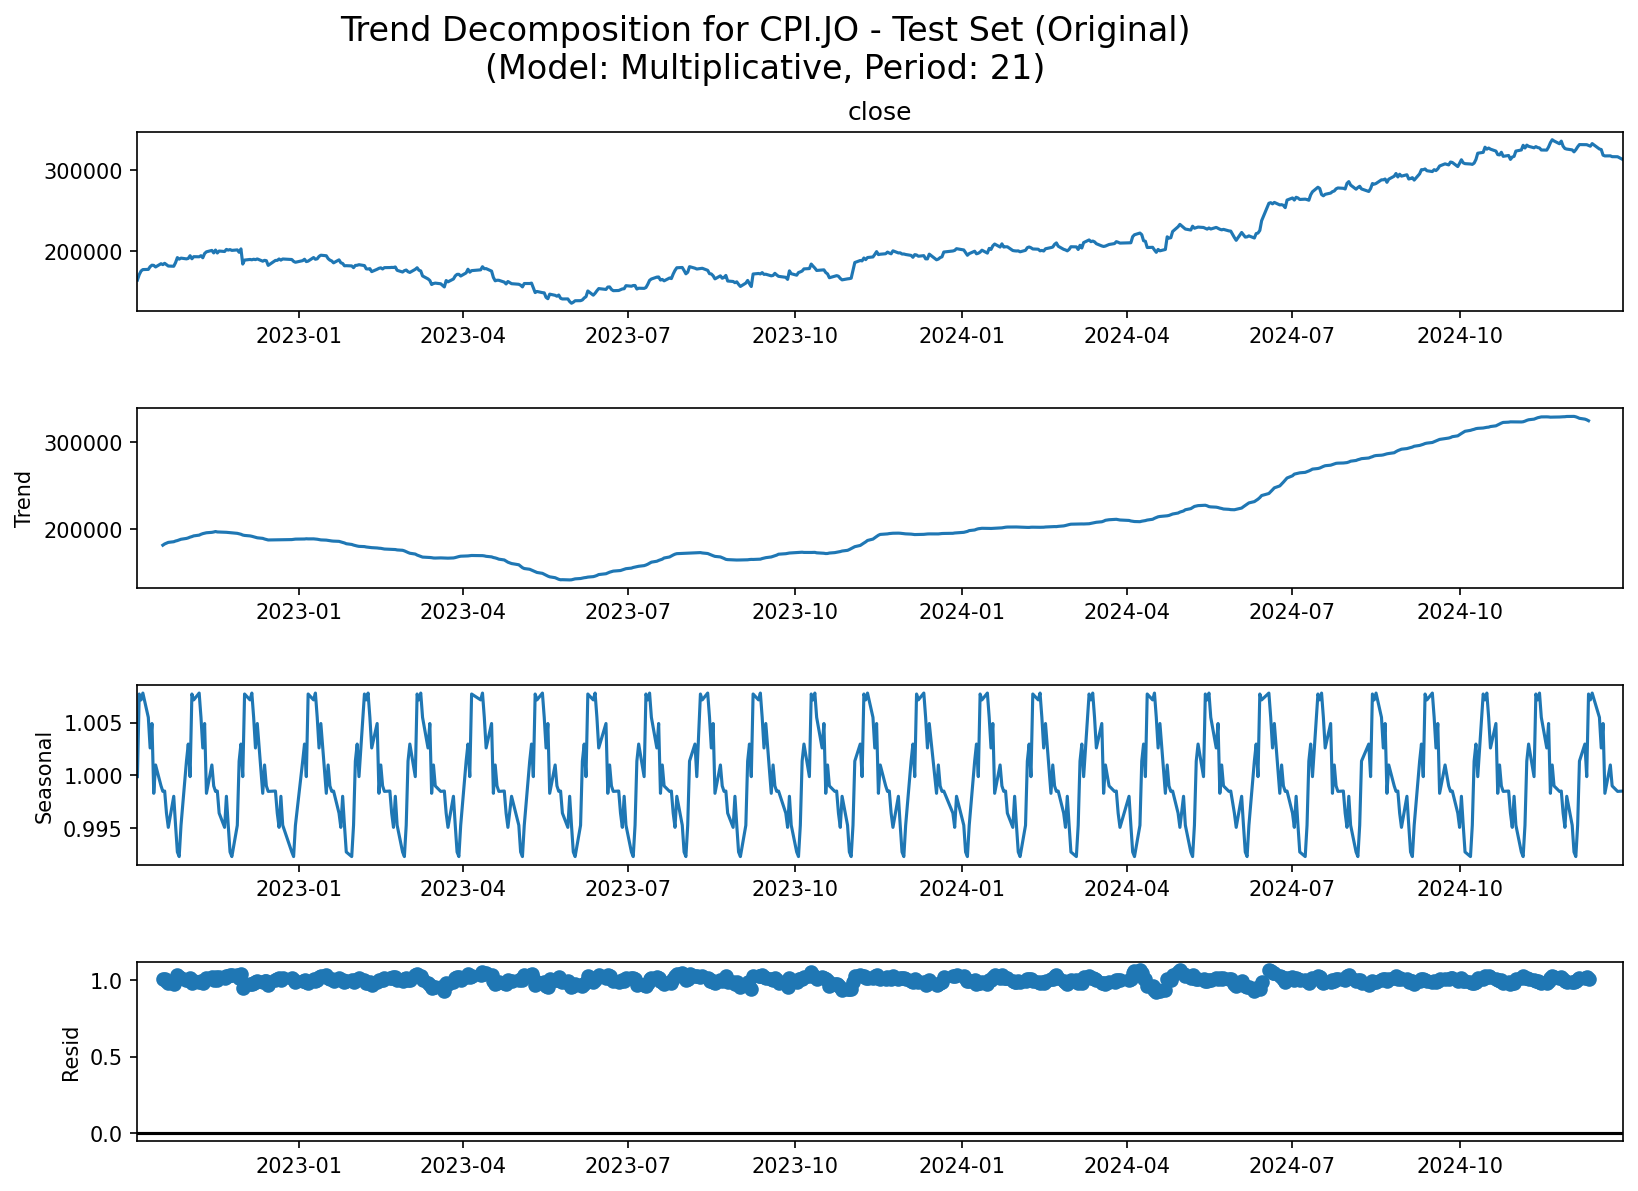 Trend Decomposition for CPI.JO - Test Set (Original)
(Model: Multiplicative, Period: 21)
close
300000
200000
2023-01 2023-04 2023-07 2023-10 2024-01 2024-04 2024-07 2024-10
Trend
300000
200000
2023-01 2023-04 2023-07 2023-10 2024-01 2024-04 2024-07 2024-10
Seasonal
1.005
1.000
0.995
2023-01 2023-04 2023-07 2023-10 2024-01 2024-04 2024-07 2024-10
Resid
1.0
0.5
0.0
2023-01 2023-04 2023-07 2023-10 2024-01 2024-04 2024-07 2024-10